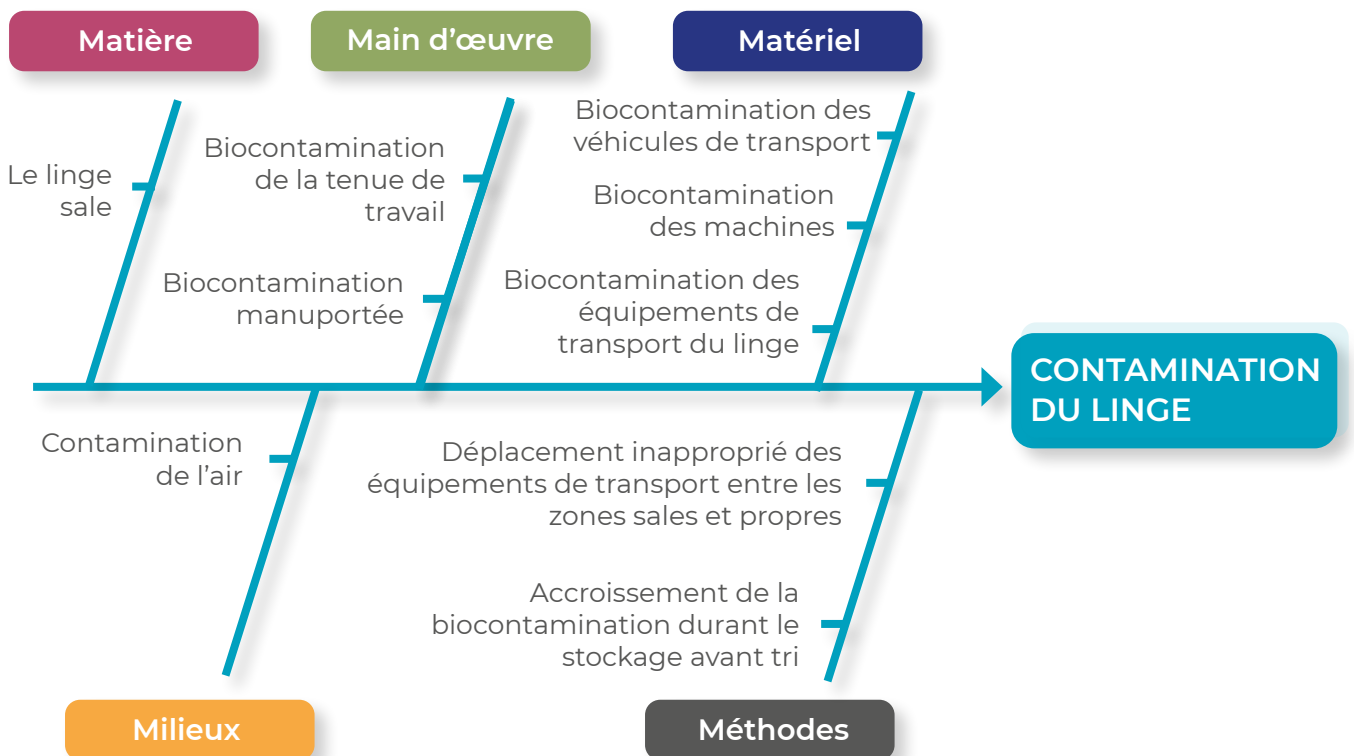 Matière
Main d’œuvre
Matériel
Le linge
sale
Biocontamination
de la tenue de
travail
Biocontamination
manuportée
Biocontamination des
véhicules de transport
Biocontamination
des machines
Biocontamination des
équipements de
transport du linge
CONTAMINATION
DU LINGE
Contamination
de l’air
Déplacement inapproprié des
équipements de transport entre les
zones sales et propres
Accroissement de la
biocontamination durant le
stockage avant tri
Milieux
Méthodes